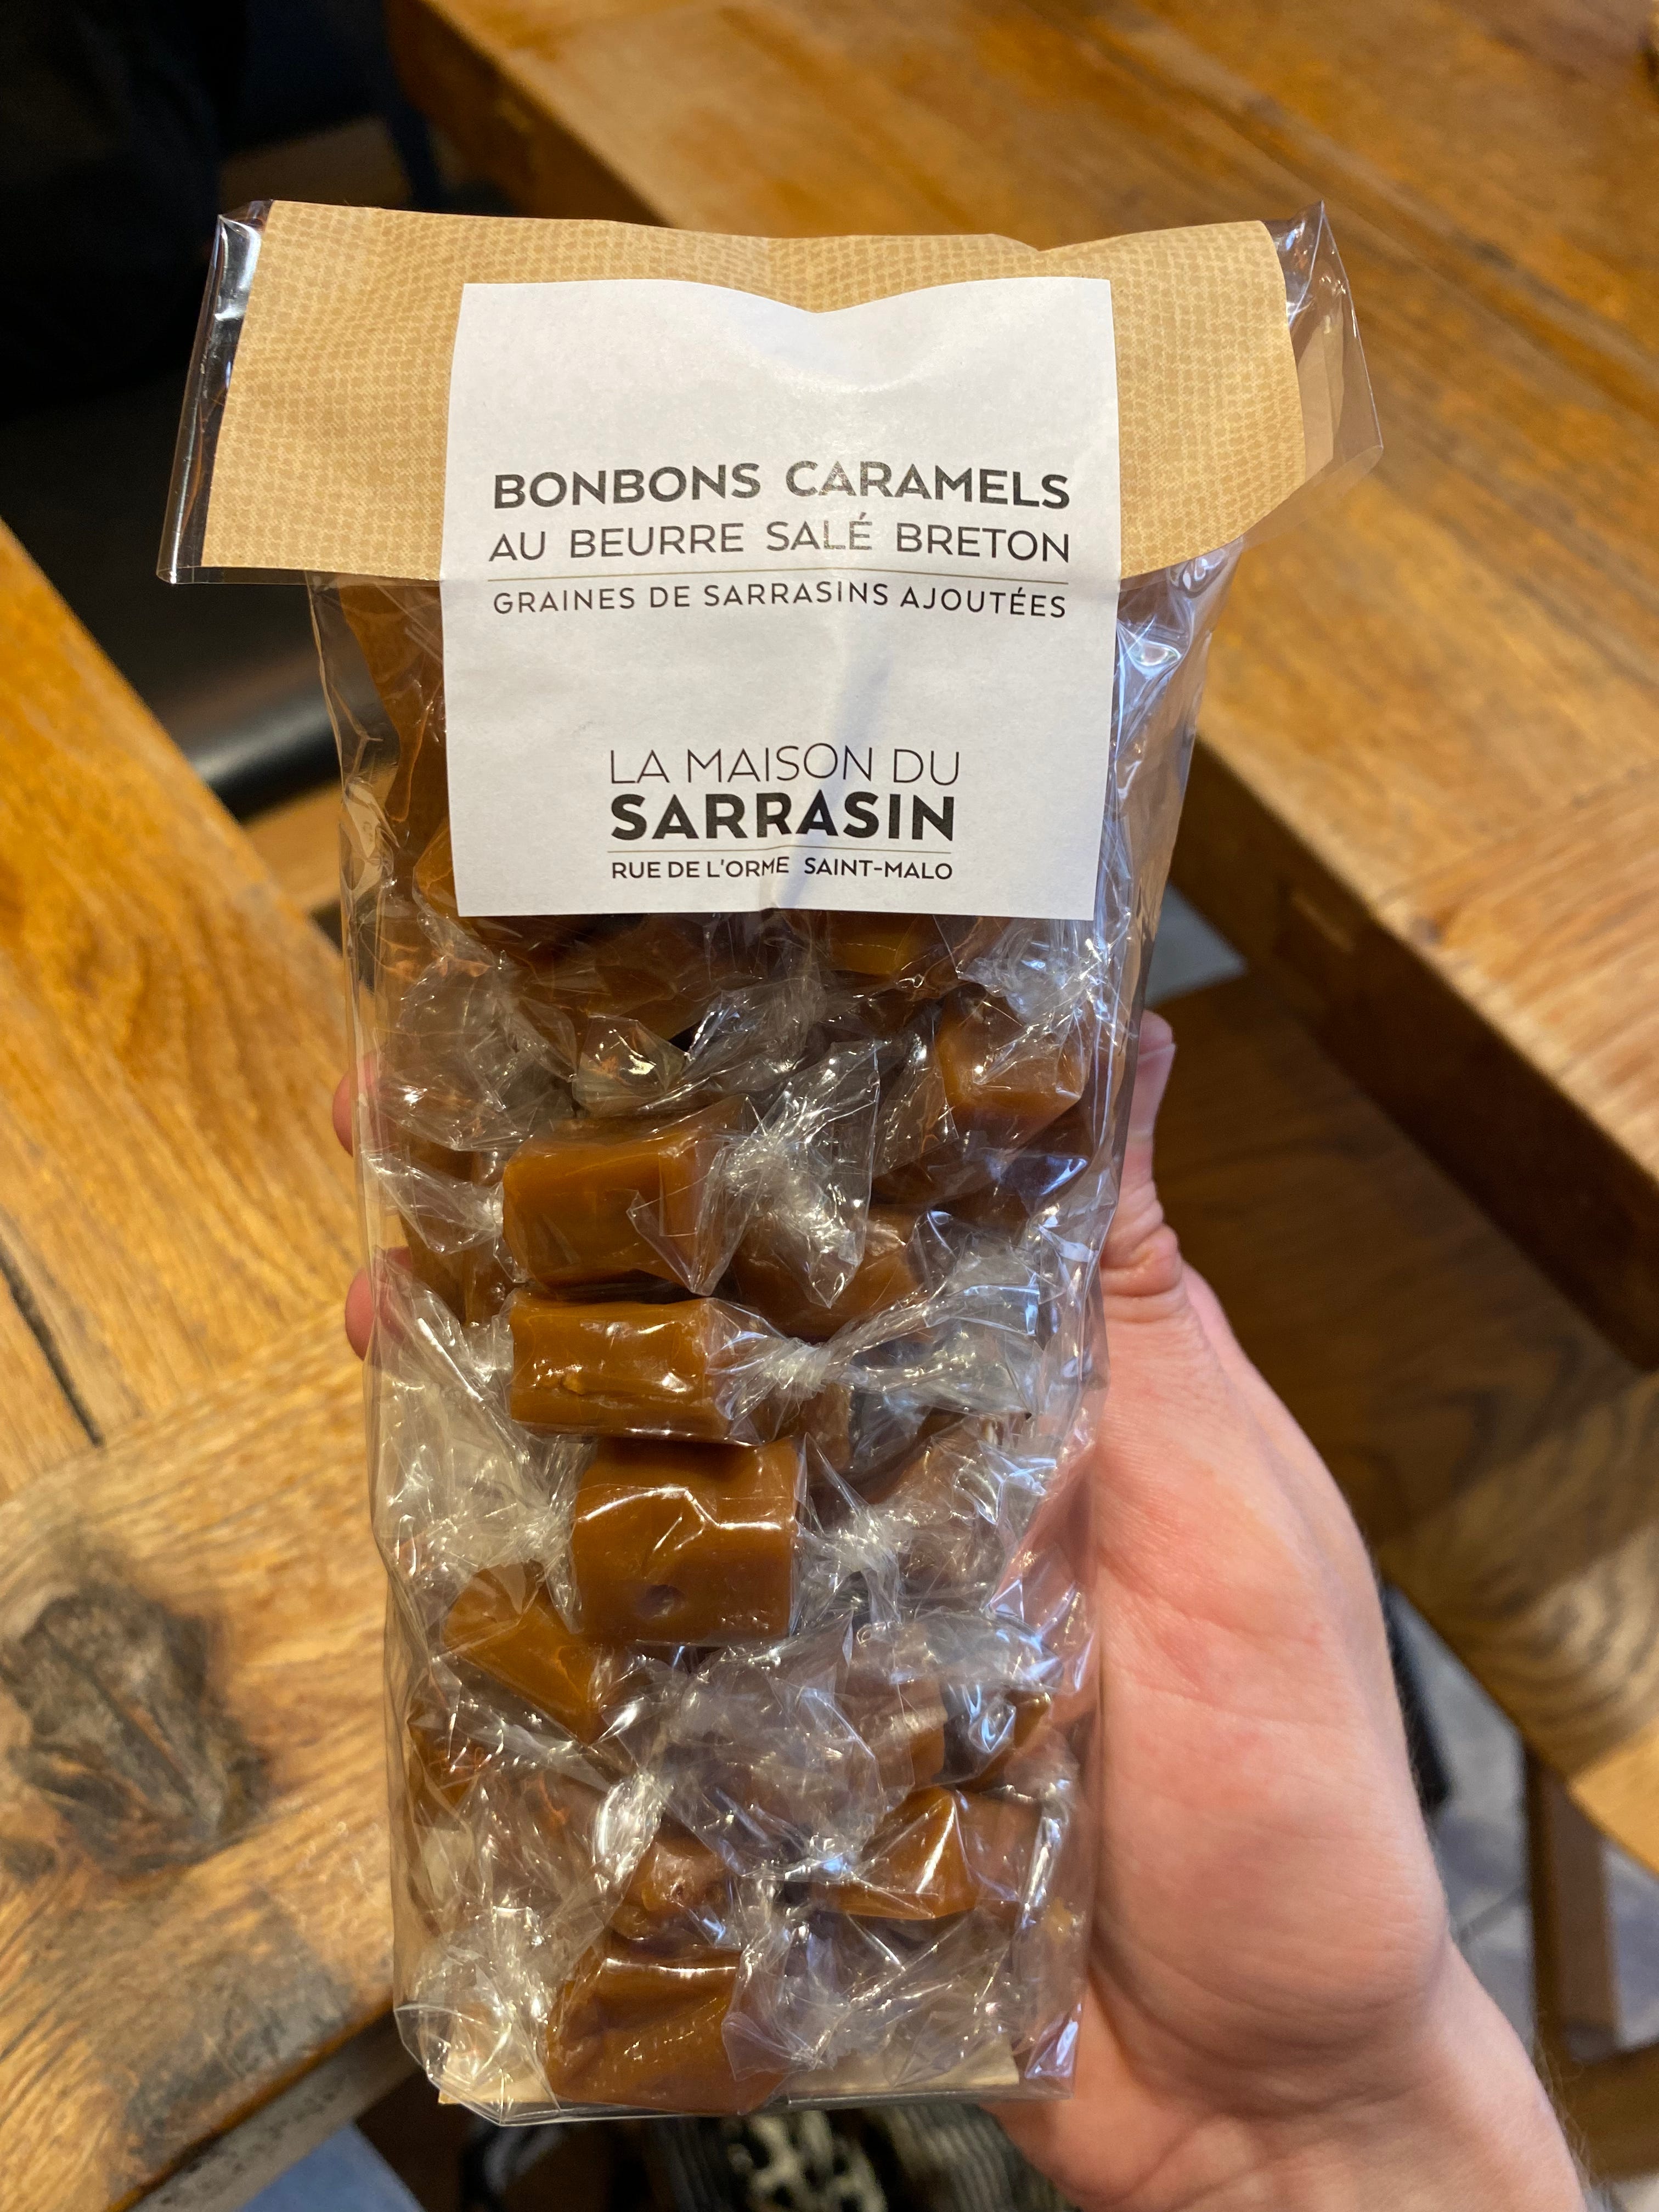 BONBONS CARAMELS
AU BEURRE SALÉ BRETON
GRAINES DE SARRASINS AJOUTÉES
LA MAISON DU
SARRASIN
RUE DE L'ORME SAINT-MALO